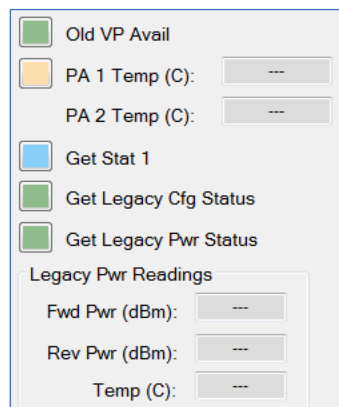 Old VP Avail
PA 1 Temp (C): ---
PA 2 Temp (C): ---
Get Stat 1
Get Legacy Cfg Status
Get Legacy Pwr Status
Legacy Pwr Readings
Fwd Pwr (dBm): ---
Rev Pwr (dBm): ---
Temp (C): ---